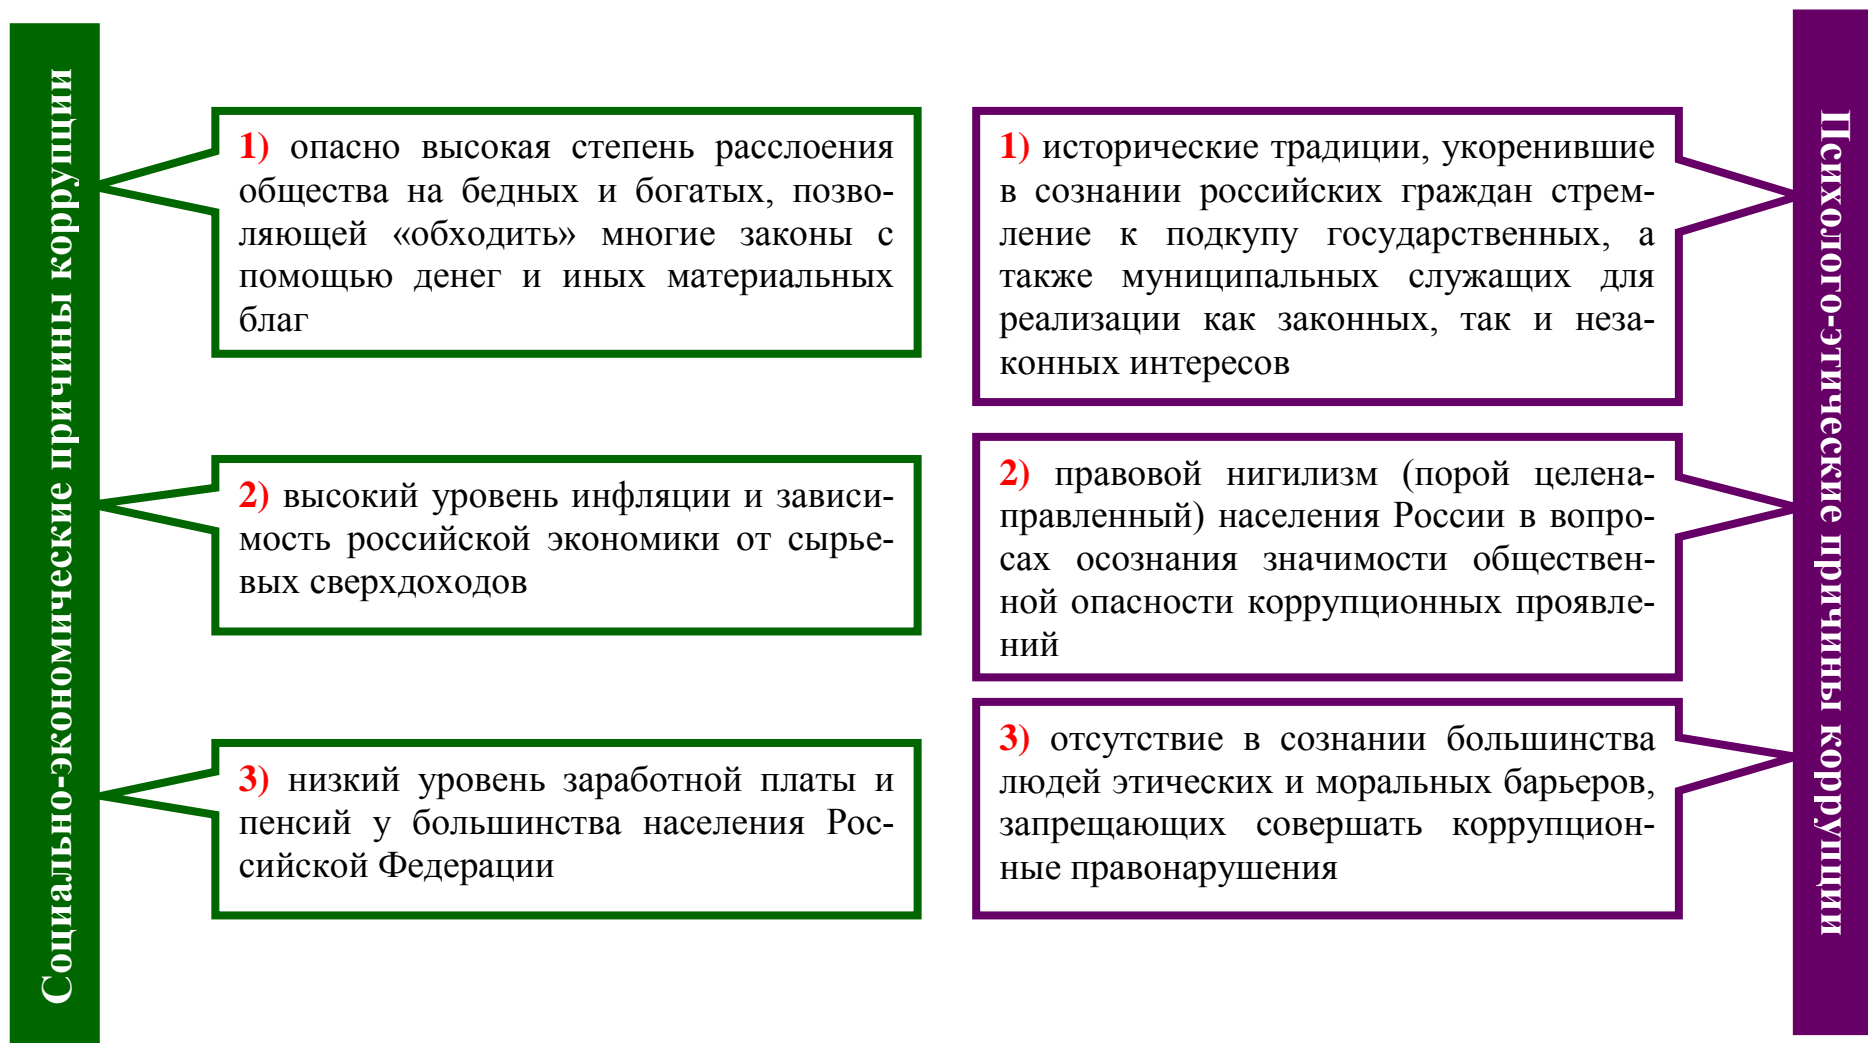 Социально-экономические причины коррупции
1) опасно высокая степень расслоения
общества на бедных и богатых, позво-
ляющей «обходить» многие законы с
помощью денег и иных материальных
благ
2) высокий уровень инфляции и зависи-
мость российской экономики от сырье-
вых сверхдоходов
3) низкий уровень заработной платы и
пенсий у большинства населения Рос-
сийской Федерации
1) исторические традиции, укоренившие
в сознании российских граждан стрем-
ление к подкупу государственных, а
также муниципальных служащих для
реализации как законных, так и неза-
конных интересов
2) правовой нигилизм (порой целена-
правленный) населения России в вопро-
сах осознания значимости обществен-
ной опасности коррупционных проявле-
ний
3) отсутствие в сознании большинства
людей этических и моральных барьеров,
запрещающих совершать коррупцион-
ные правонарушения
Психолого-этические причины коррупции